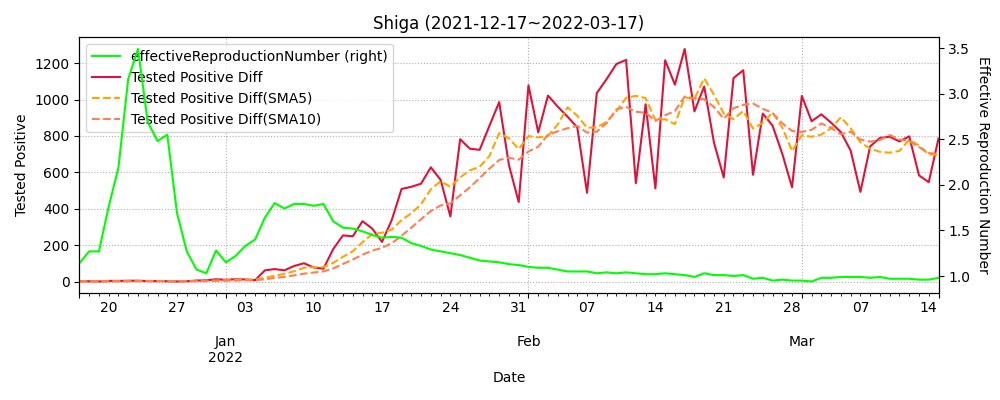 Shiga (2021-12-17~2022-03-17)
effectiveReproductionNumber (right)
Tested Positive Diff
Tested Positive Diff(SMA5)
Tested Positive Diff(SMA10)
Tested Positive
1200
1000
800
600
400
200
0
Effective Reproduction Number
3.5
3.0
2.5
2.0
1.5
1.0
20 27 03 10 17 24 31 07 14 21 28 07 14
Jan Feb Mar
2022
Date